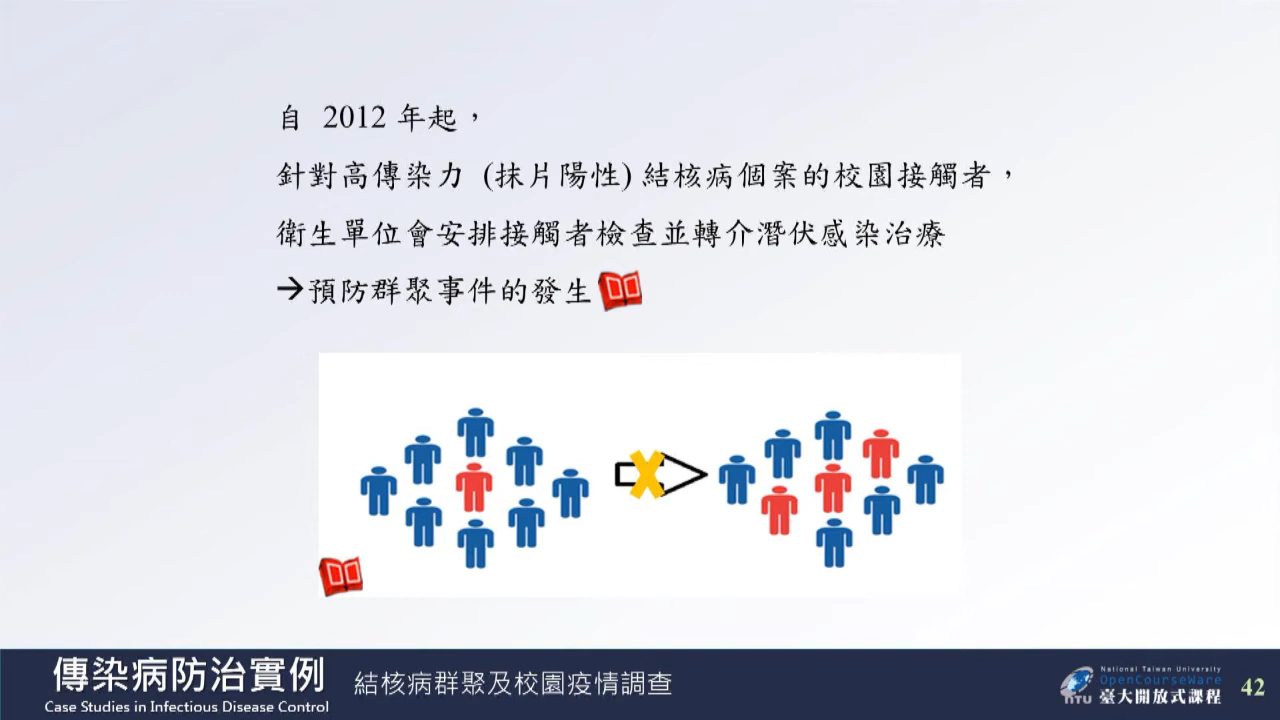 自 2012 年起，
針對高傳染力 (抹片陽性) 結核病個案的校園接觸者，
衛生單位會安排接觸者檢查並轉介潛伏感染治療
→預防群聚事件的發生
傳染病防治實例
Case Studies in Infectious Disease Control
結核病群聚及校園疫情調查
National Taiwan University
OpenCourseWare
NTU 臺大開放式課程
42